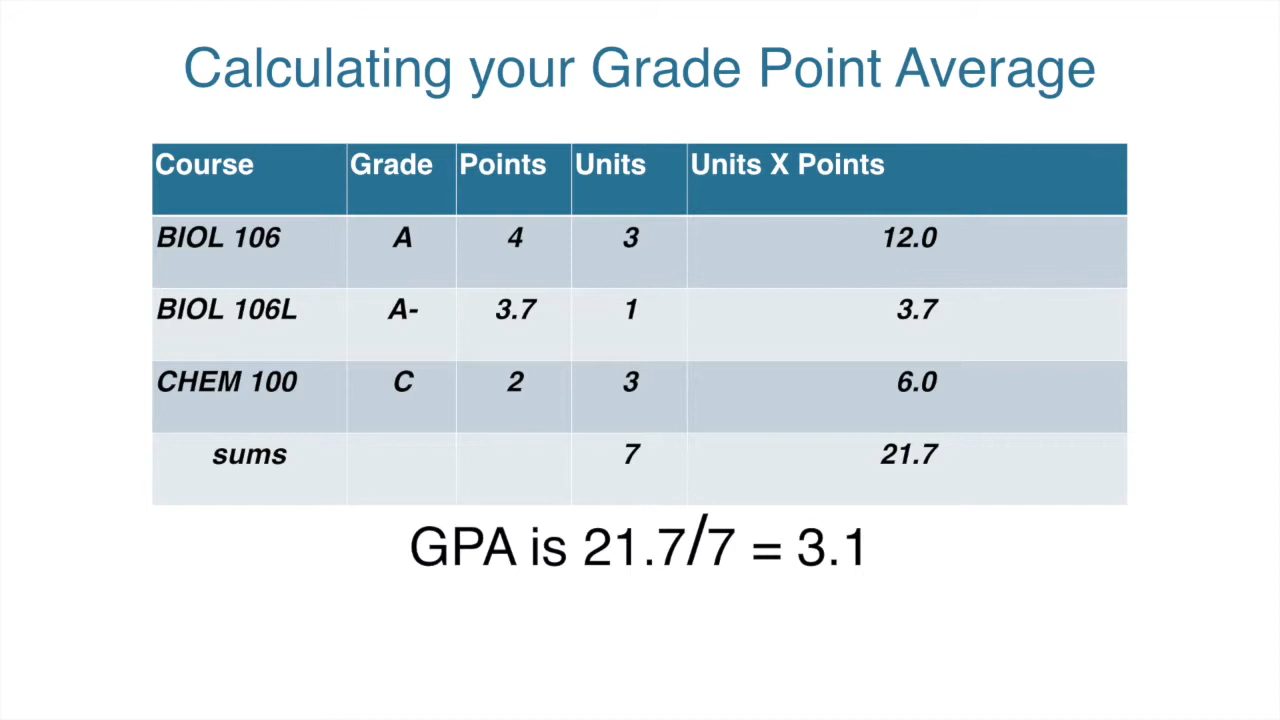 Calculating your Grade Point Average
Course Grade Points Units Units X Points
BIOL 106 A 4 3 12.0
BIOL 106L A- 3.7 1 3.7
CHEM 100 C 2 3 6.0
sums 7 21.7
GPA is 21.7/7 = 3.1